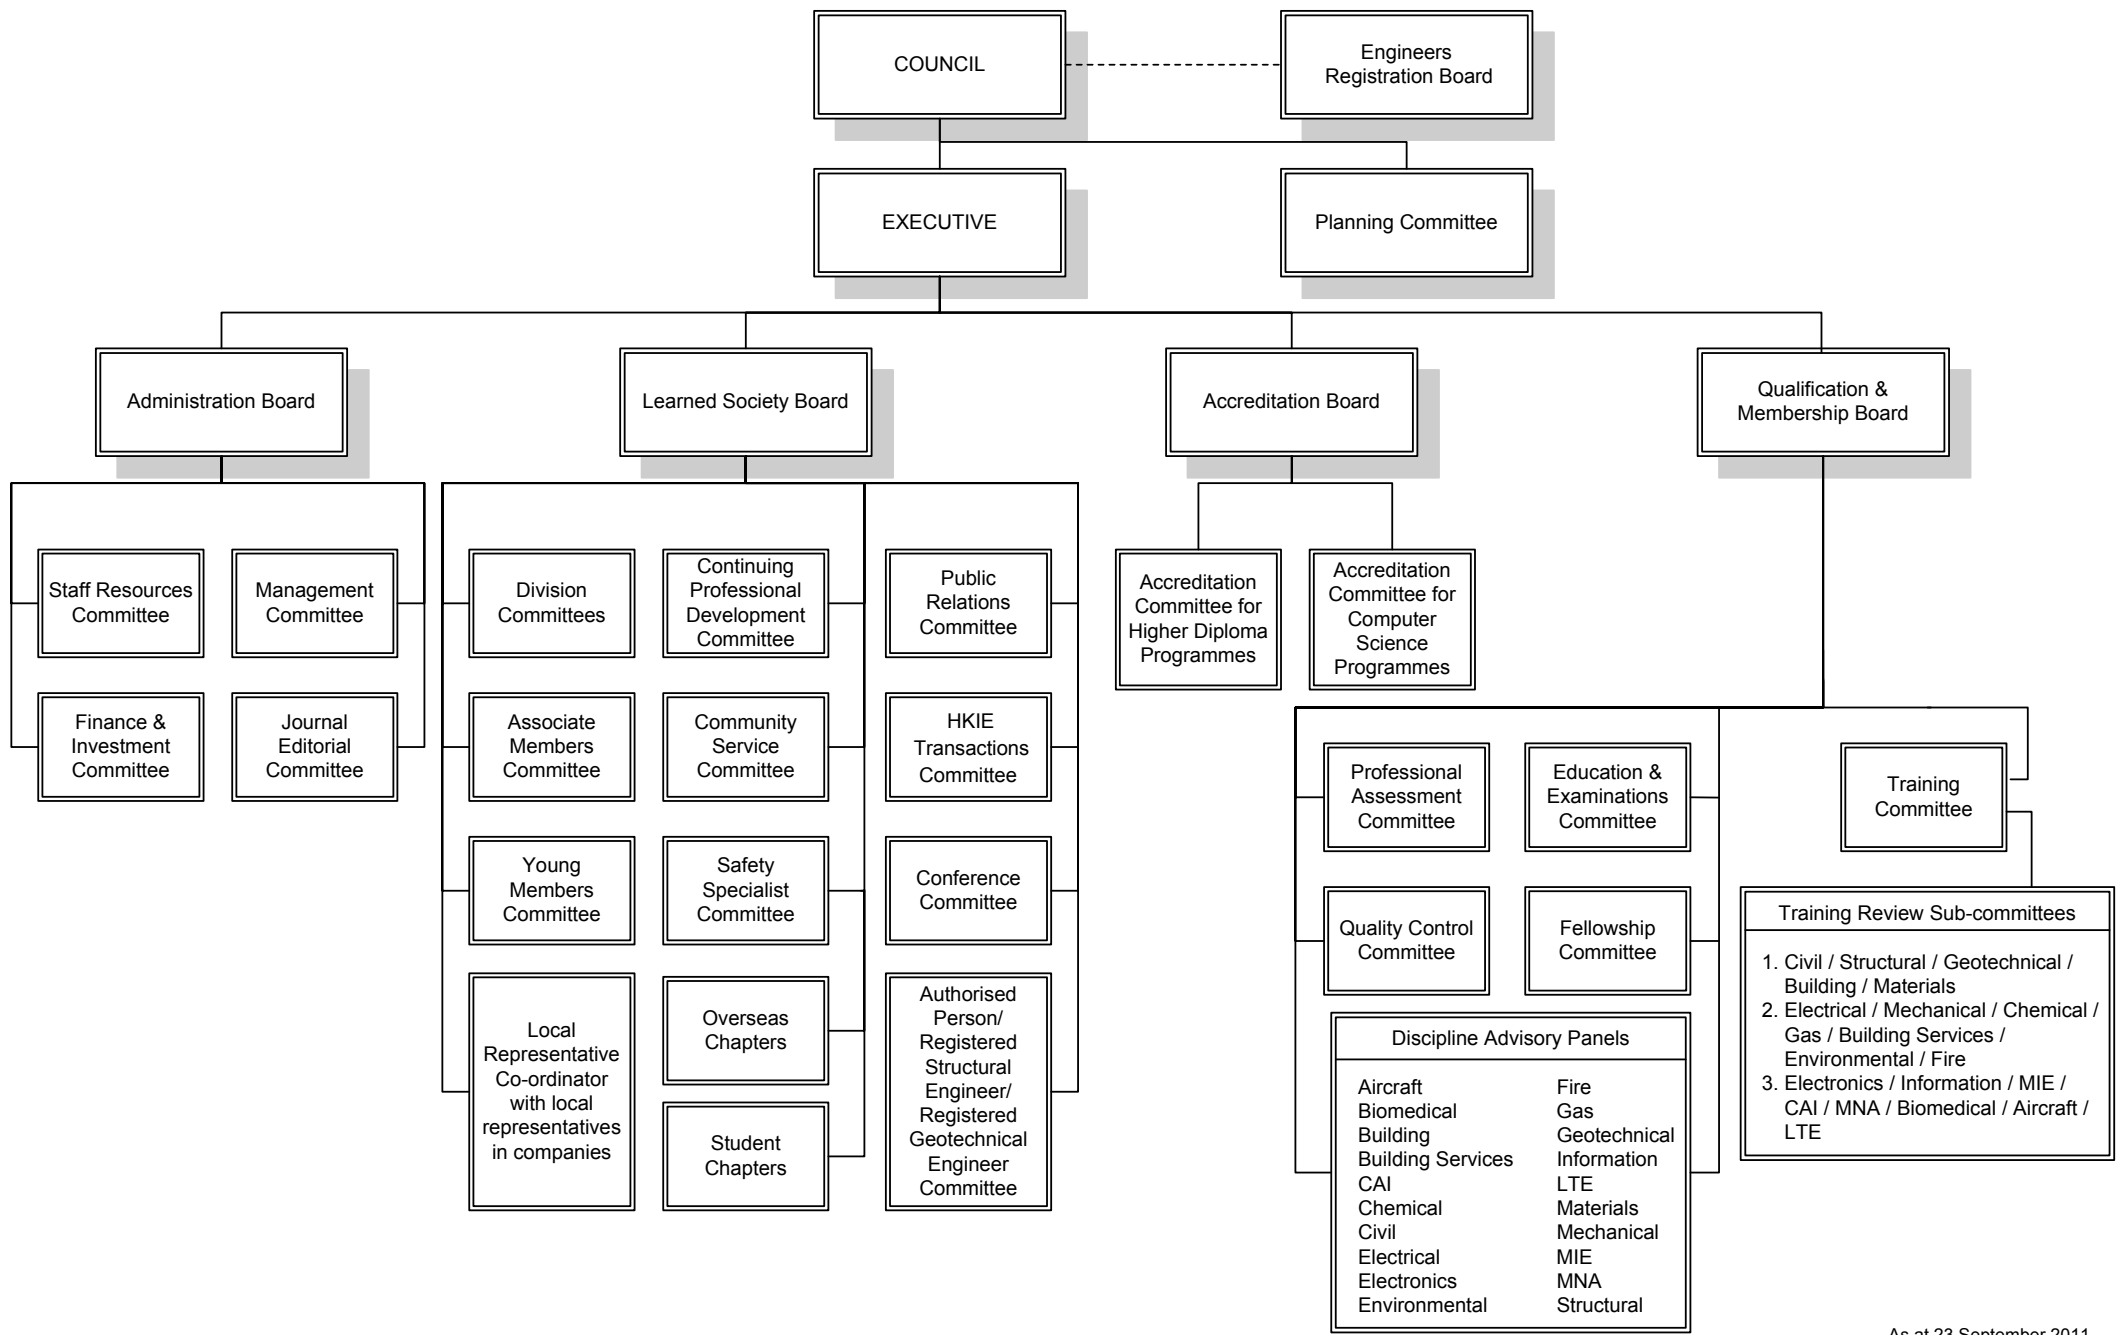 COUNCIL
Engineers
Registration Board
EXECUTIVE
Planning Committee
Administration Board
Learned Society Board
Accreditation Board
Qualification &
Membership Board
Staff Resources
Committee
Management
Committee
Finance &
Investment
Committee
Journal
Editorial
Committee
Division
Committees
Continuing
Professional
Development
Committee
Public
Relations
Committee
Associate
Members
Committee
Community
Service
Committee
HKIE
Transactions
Committee
Young
Members
Committee
Safety
Specialist
Committee
Conference
Committee
Local
Representative
Co-ordinator
with local
representatives
in companies
Overseas
Chapters
Student
Chapters
Authorised
Person/
Registered
Structural
Engineer/
Registered
Geotechnical
Engineer
Committee
Accreditation
Committee for
Higher Diploma
Programmes
Accreditation
Committee for
Computer
Science
Programmes
Professional
Assessment
Committee
Education &
Examinations
Committee
Training
Committee
Quality Control
Committee
Fellowship
Committee
Discipline Advisory Panels
Aircraft
Biomedical
Building
Building Services
CAI
Chemical
Civil
Electrical
Electronics
Environmental
Fire
Gas
Geotechnical
Information
LTE
Materials
Mechanical
MIE
MNA
Structural
Training Review Sub-committees
1. Civil / Structural / Geotechnical /
Building / Materials
2. Electrical / Mechanical / Chemical /
Gas / Building Services /
Environmental / Fire
3. Electronics / Information / MIE /
CAI / MNA / Biomedical / Aircraft /
LTE
As at 23 September 2011